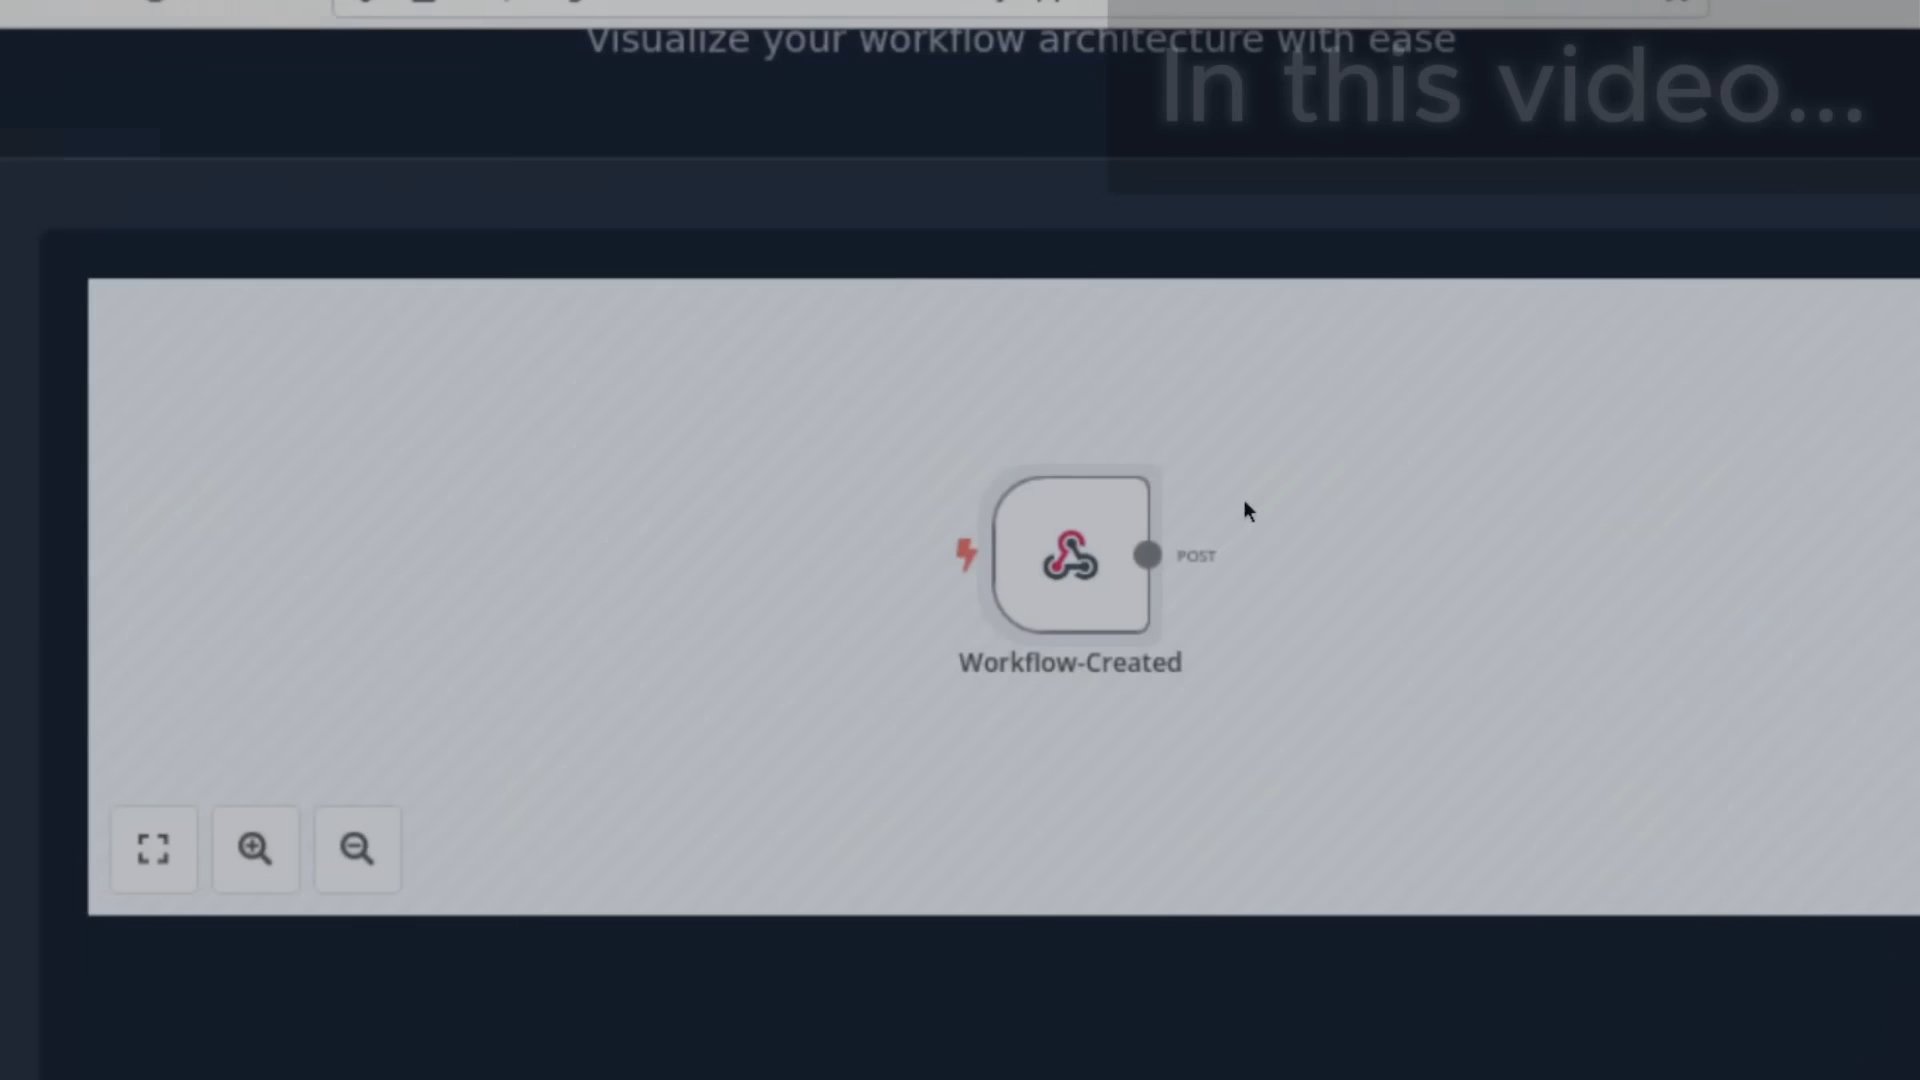 Visualize your workflow architecture with ease
In this video...
POST
Workflow-Created